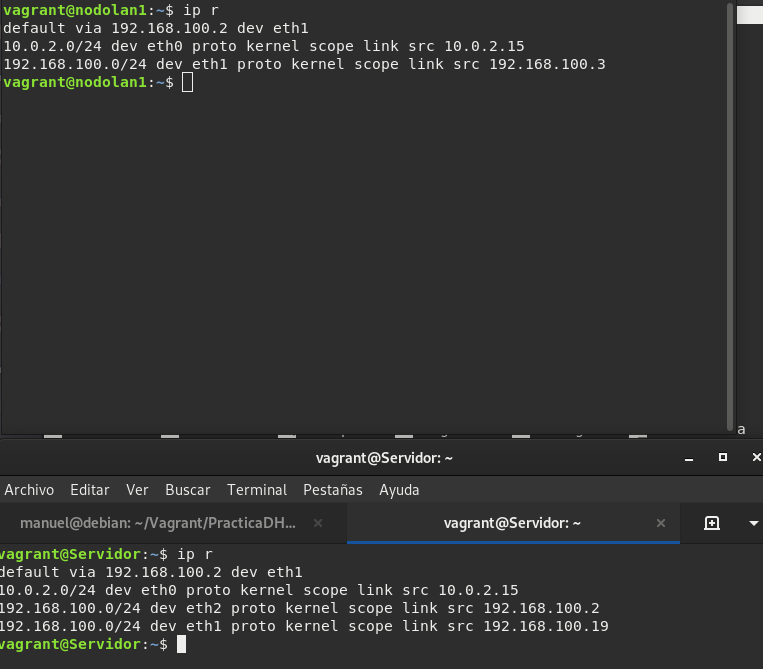 vagrant@nodolan1:~$ ip r
default via 192.168.100.2 dev eth1
10.0.2.0/24 dev eth0 proto kernel scope link src 10.0.2.15
192.168.100.0/24 dev eth1 proto kernel scope link src 192.168.100.3
vagrant@nodolan1:~$
a
vagrant@Servidor: ~
Archivo Editar Ver Buscar Terminal Pestañas Ayuda
manuel@debian: ~/Vagrant/PracticaDH... × vagrant@Servidor: ~ ×
vagrant@Servidor:~$ ip r
default via 192.168.100.2 dev eth1
10.0.2.0/24 dev eth0 proto kernel scope link src 10.0.2.15
192.168.100.0/24 dev eth2 proto kernel scope link src 192.168.100.2
192.168.100.0/24 dev eth1 proto kernel scope link src 192.168.100.19
vagrant@Servidor:~$